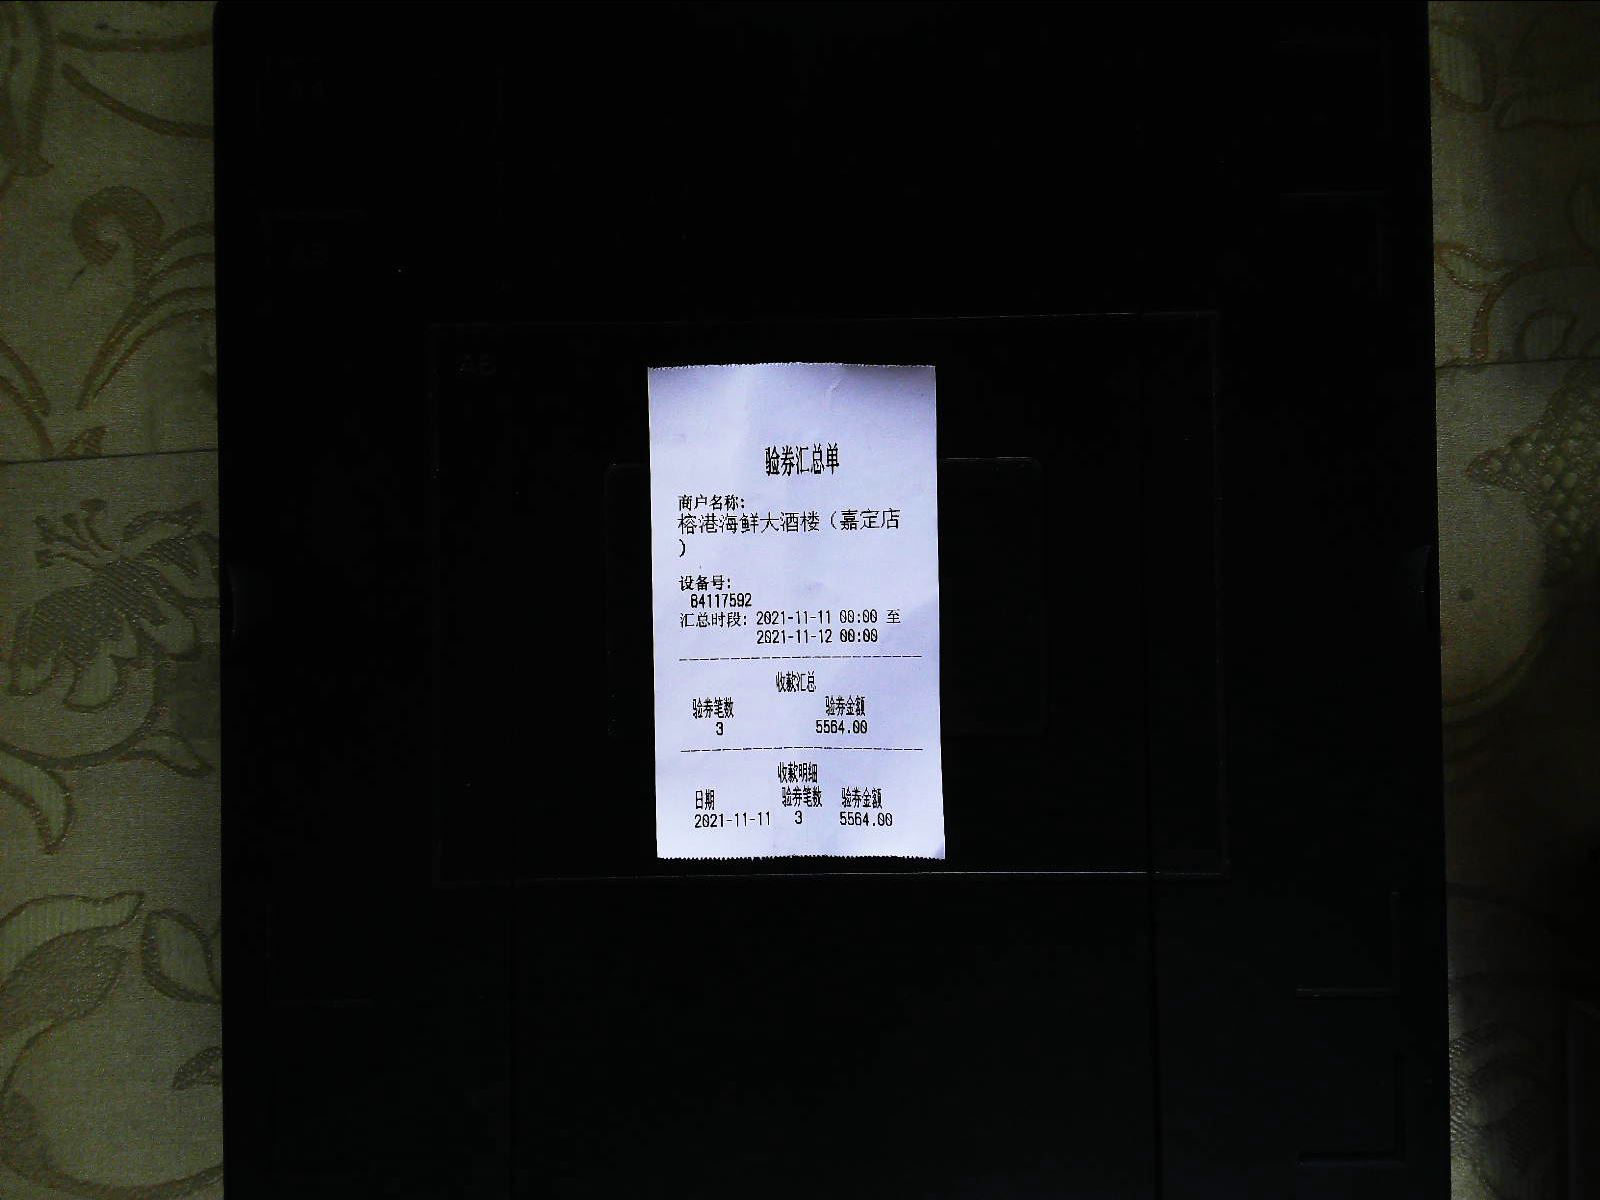 验券汇总单
商户名称:
榕港海鲜大酒楼（嘉定店
）
设备号:
84117592
汇总时段: 2021-11-11 00:00 至
2021-11-12 00:00
收款汇总
验券笔数 验券金额
3 5564.00
收款明细
日期 验券笔数 验券金额
2021-11-11 3 5564.00